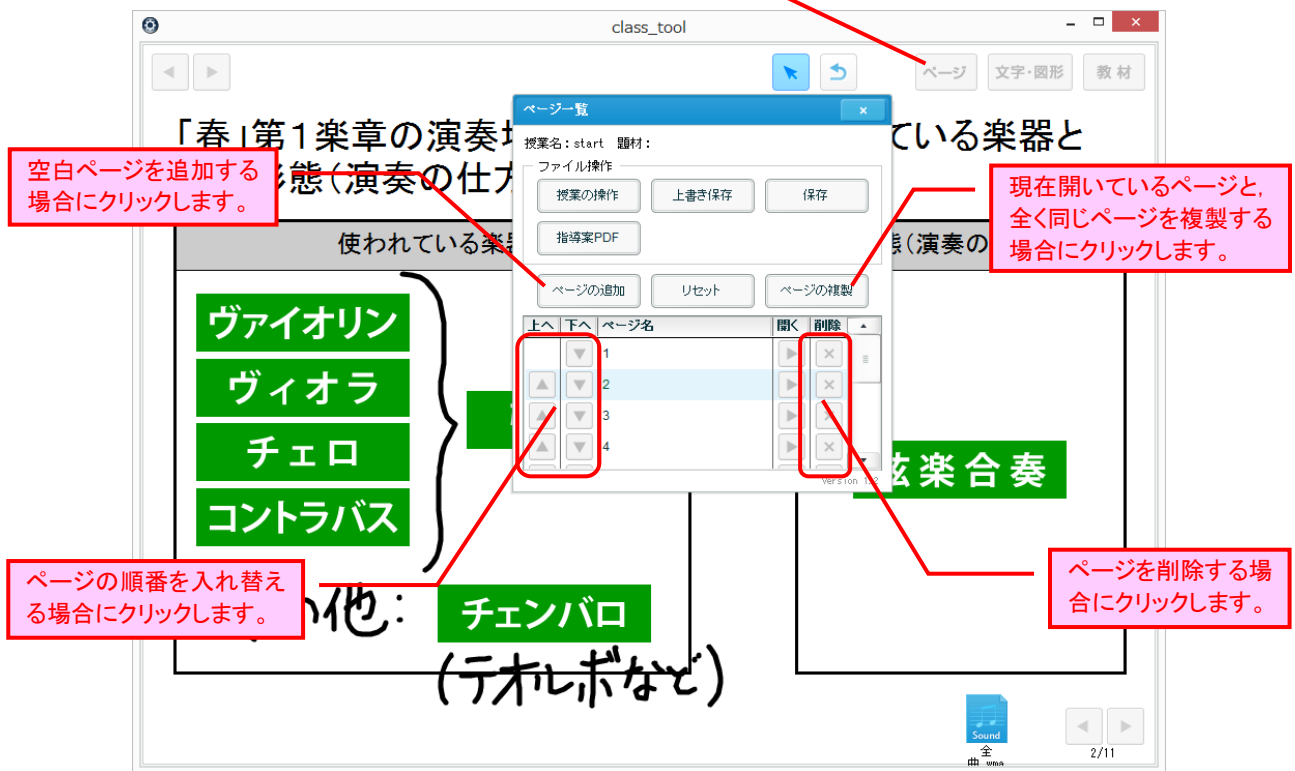 class_tool
ページ
文字・図形
教 材
「春」第1楽章の演奏
ている楽器と
形態(演奏の仕方
ページ一覧
授業名：start 題材：
ファイル操作
授業の操作
上書き保存
保存
指導案PDF
ページの追加
リセット
ページの複製
上へ 下へ ページ名 開く 削除
1
2
3
4
Version 1.2
空白ページを追加する
場合にクリックします。
現在開いているページと,
全く同じページを複製する
場合にクリックします。
使われている楽
(演奏の
ヴァイオリン
ヴィオラ
チェロ
コントラバス
弦楽合奏
ページの順番を入れ替え
る場合にクリックします。
ページを削除する場
合にクリックします。
の他：
チェンバロ
(テオルボなど)
Sound
全
曲.wma
2/11